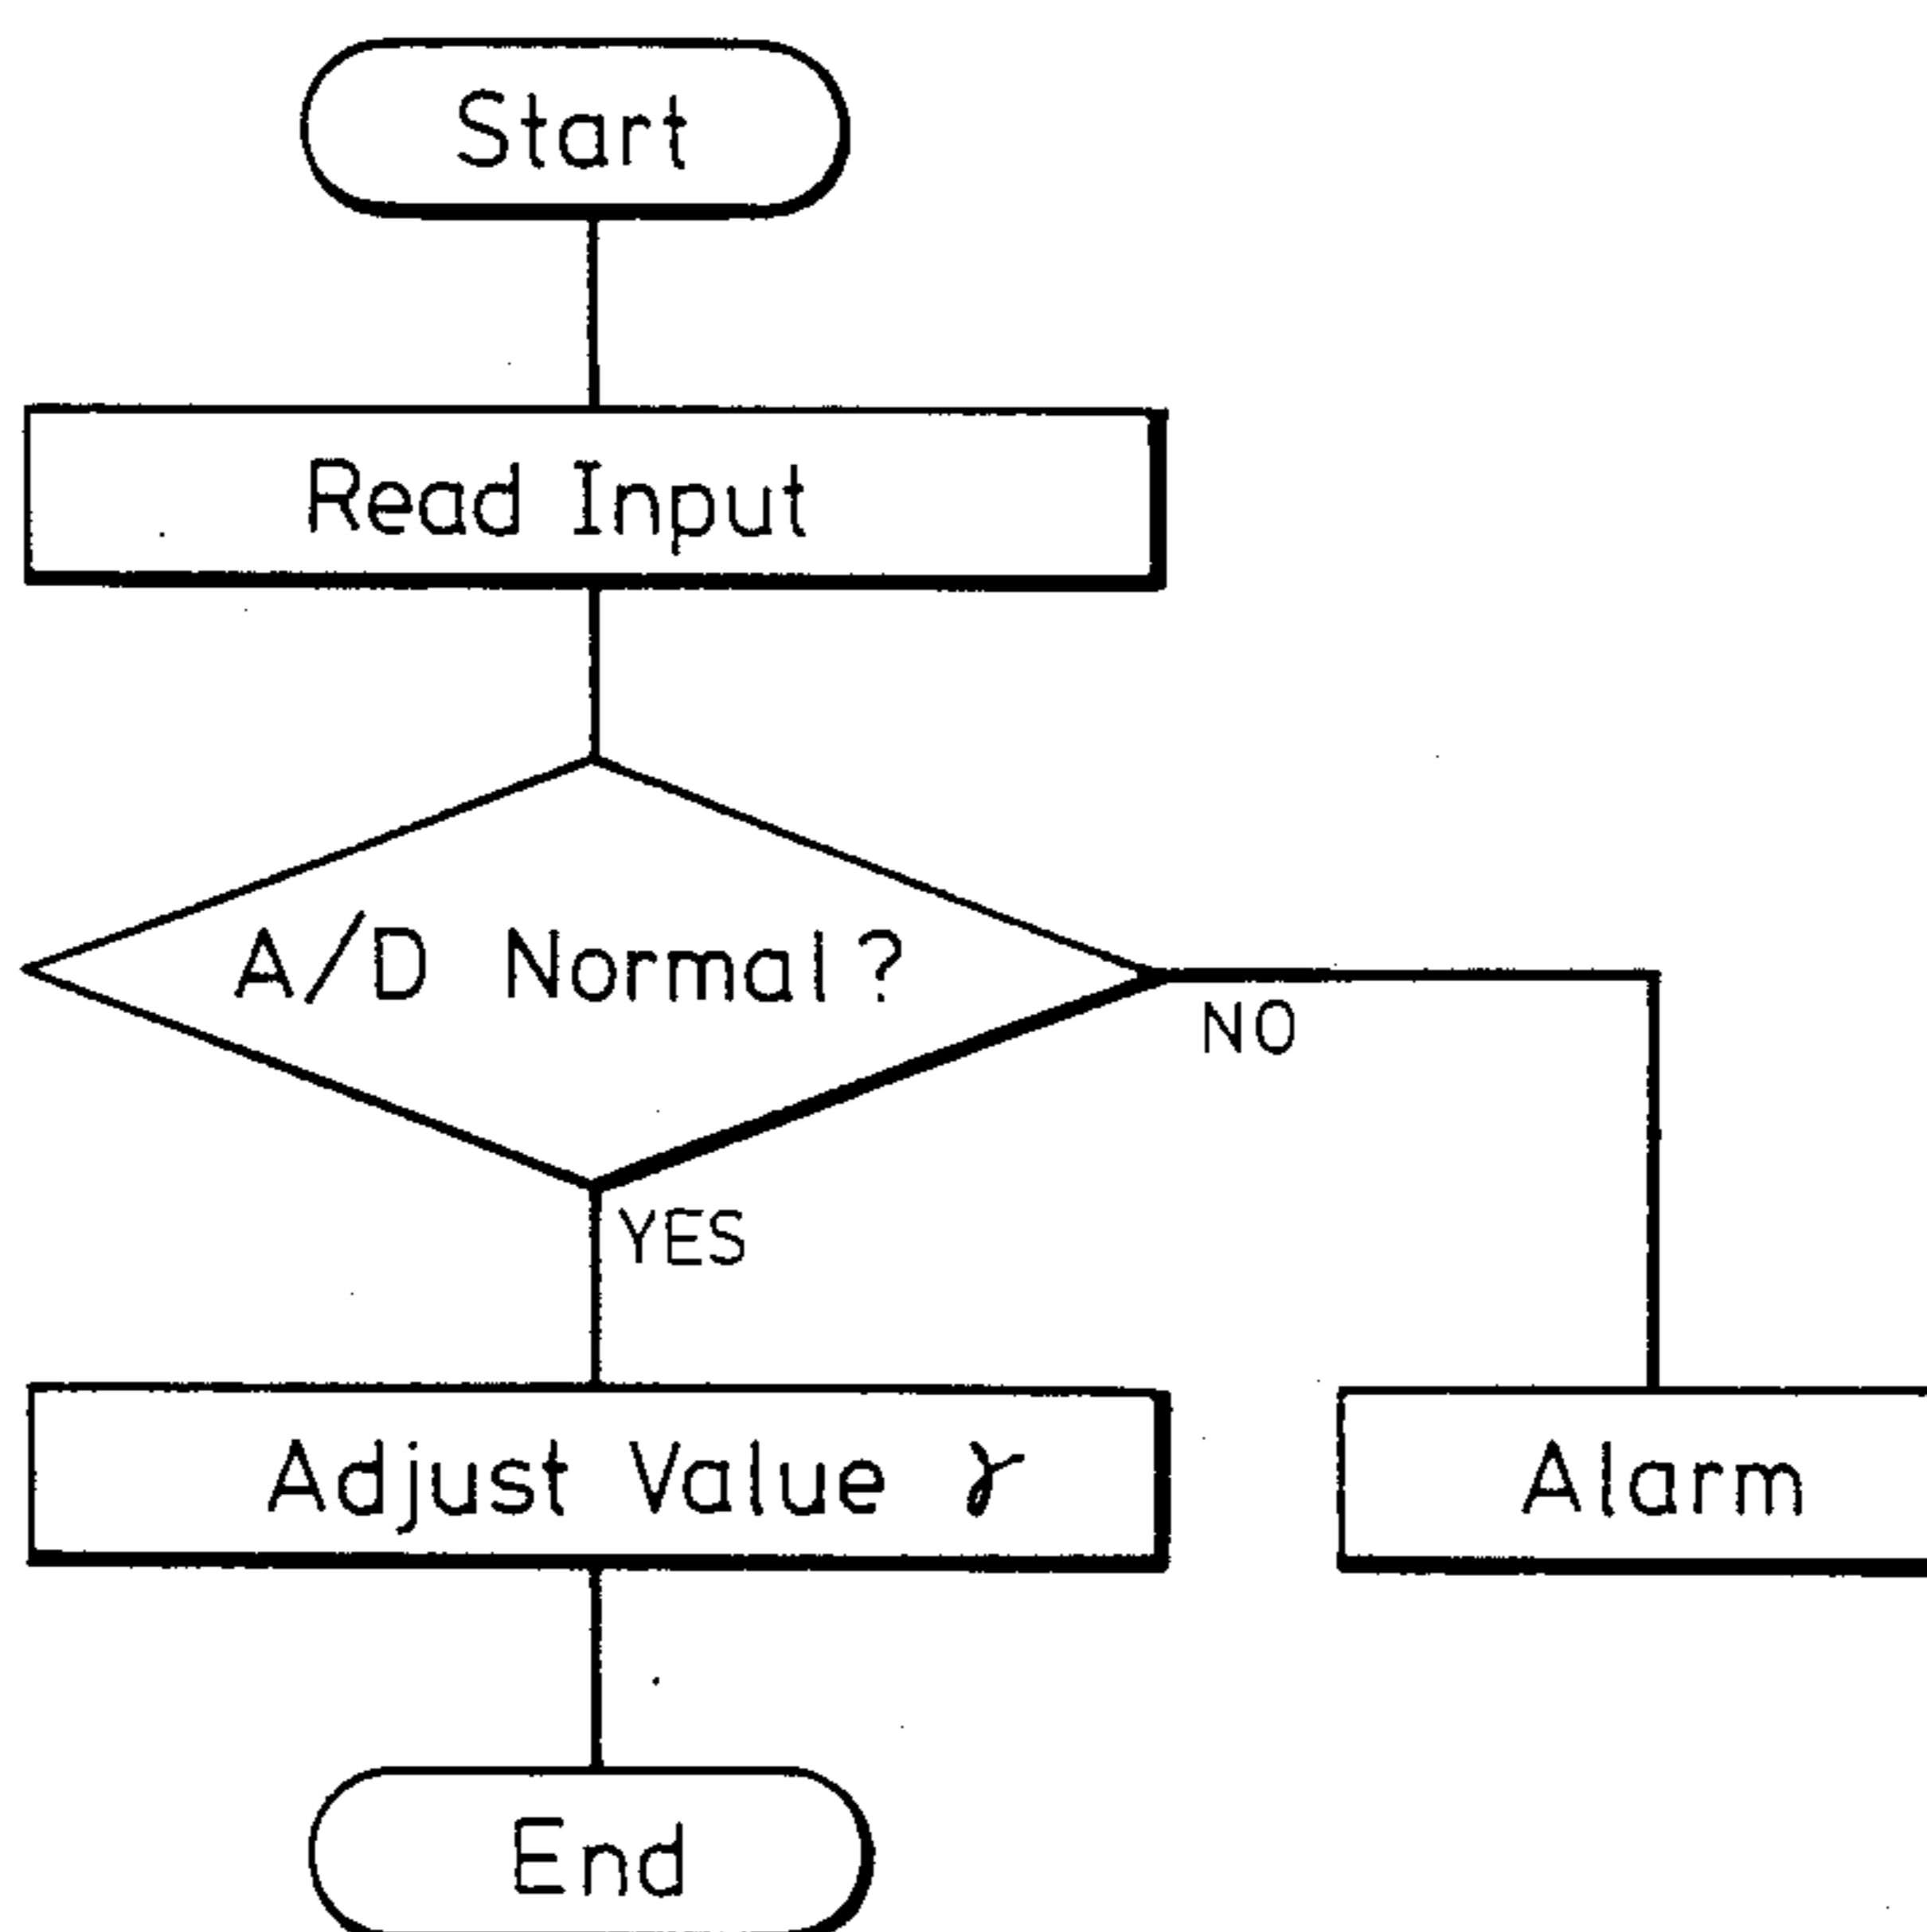 Start
Read Input
A/D Normal?
NO
YES
Adjust Value γ
Alarm
End